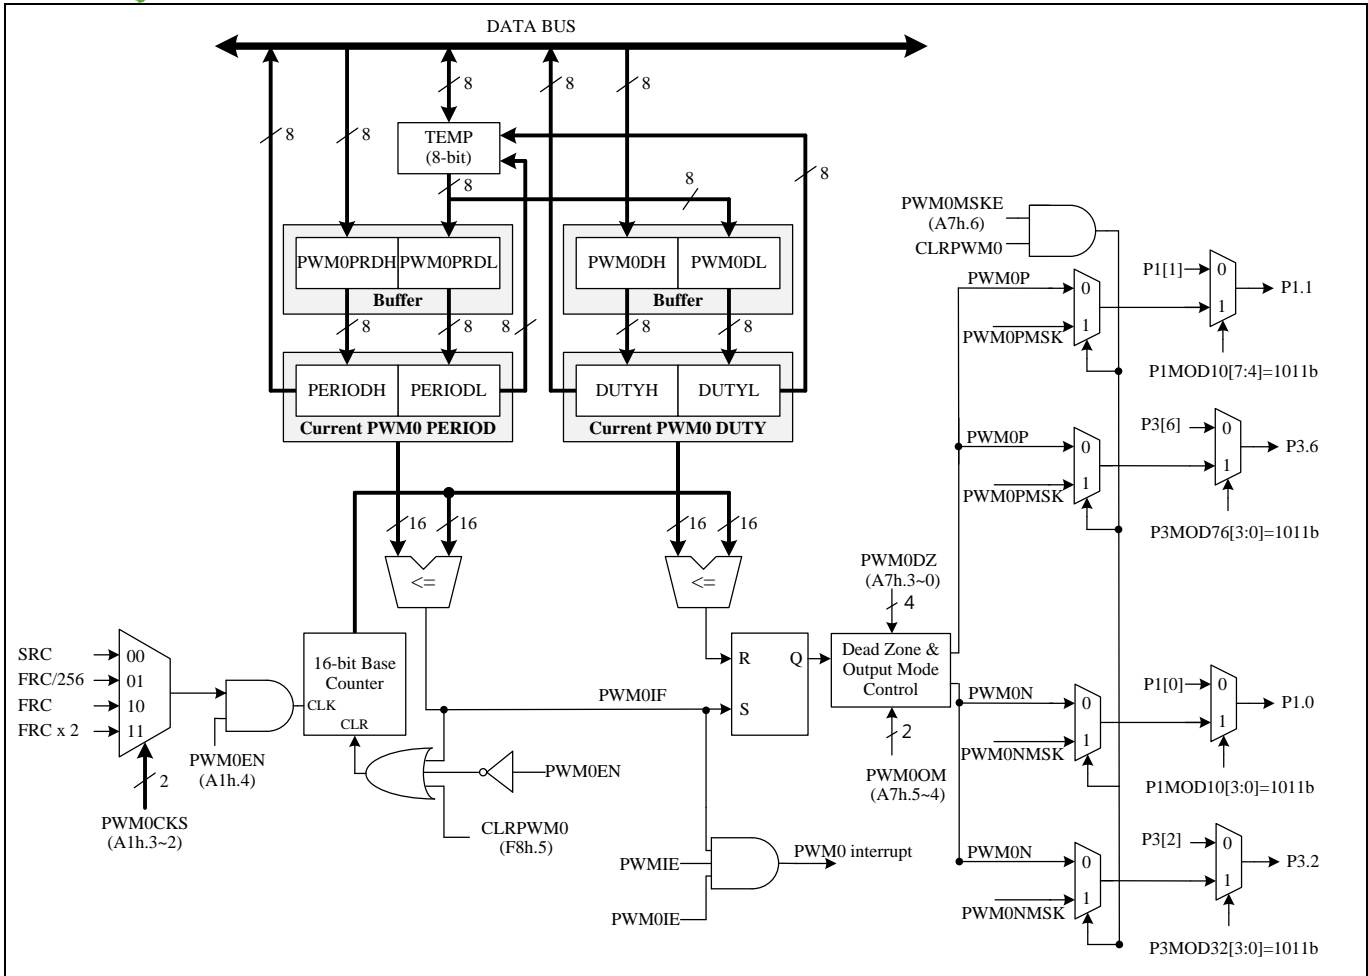 DATA BUS
8
8
8
8
8
TEMP
(8-bit)
8
8
8
PWM0PRDH
PWM0PRDL
Buffer
PWM0DH
PWM0DL
Buffer
8
8
8
8
8
PERIODH
PERIODL
Current PWM0 PERIOD
DUTYH
DUTYL
Current PWM0 DUTY
16
16
16
16
<=
<=
SRC
FRC/256
FRC
FRC x 2
00
01
10
11
2
PWM0CKS
(A1h.3~2)
PWM0EN
(A1h.4)
16-bit Base
Counter
CLK
CLR
PWM0IF
PWM0EN
CLRPWM0
(F8h.5)
R
S
Q
PWMIE
PWM0IE
PWM0 interrupt
PWM0DZ
(A7h.3~0)
4
Dead Zone &
Output Mode
Control
2
PWM0OM
(A7h.5~4)
PWM0MSKE
(A7h.6)
CLRPWM0
PWM0P
PWM0PMSK
0
1
P1[1]
0
1
P1.1
P1MOD10[7:4]=1011b
PWM0P
PWM0PMSK
0
1
P3[6]
0
1
P3.6
P3MOD76[3:0]=1011b
PWM0N
PWM0NMSK
0
1
P1[0]
0
1
P1.0
P1MOD10[3:0]=1011b
PWM0N
PWM0NMSK
0
1
P3[2]
0
1
P3.2
P3MOD32[3:0]=1011b